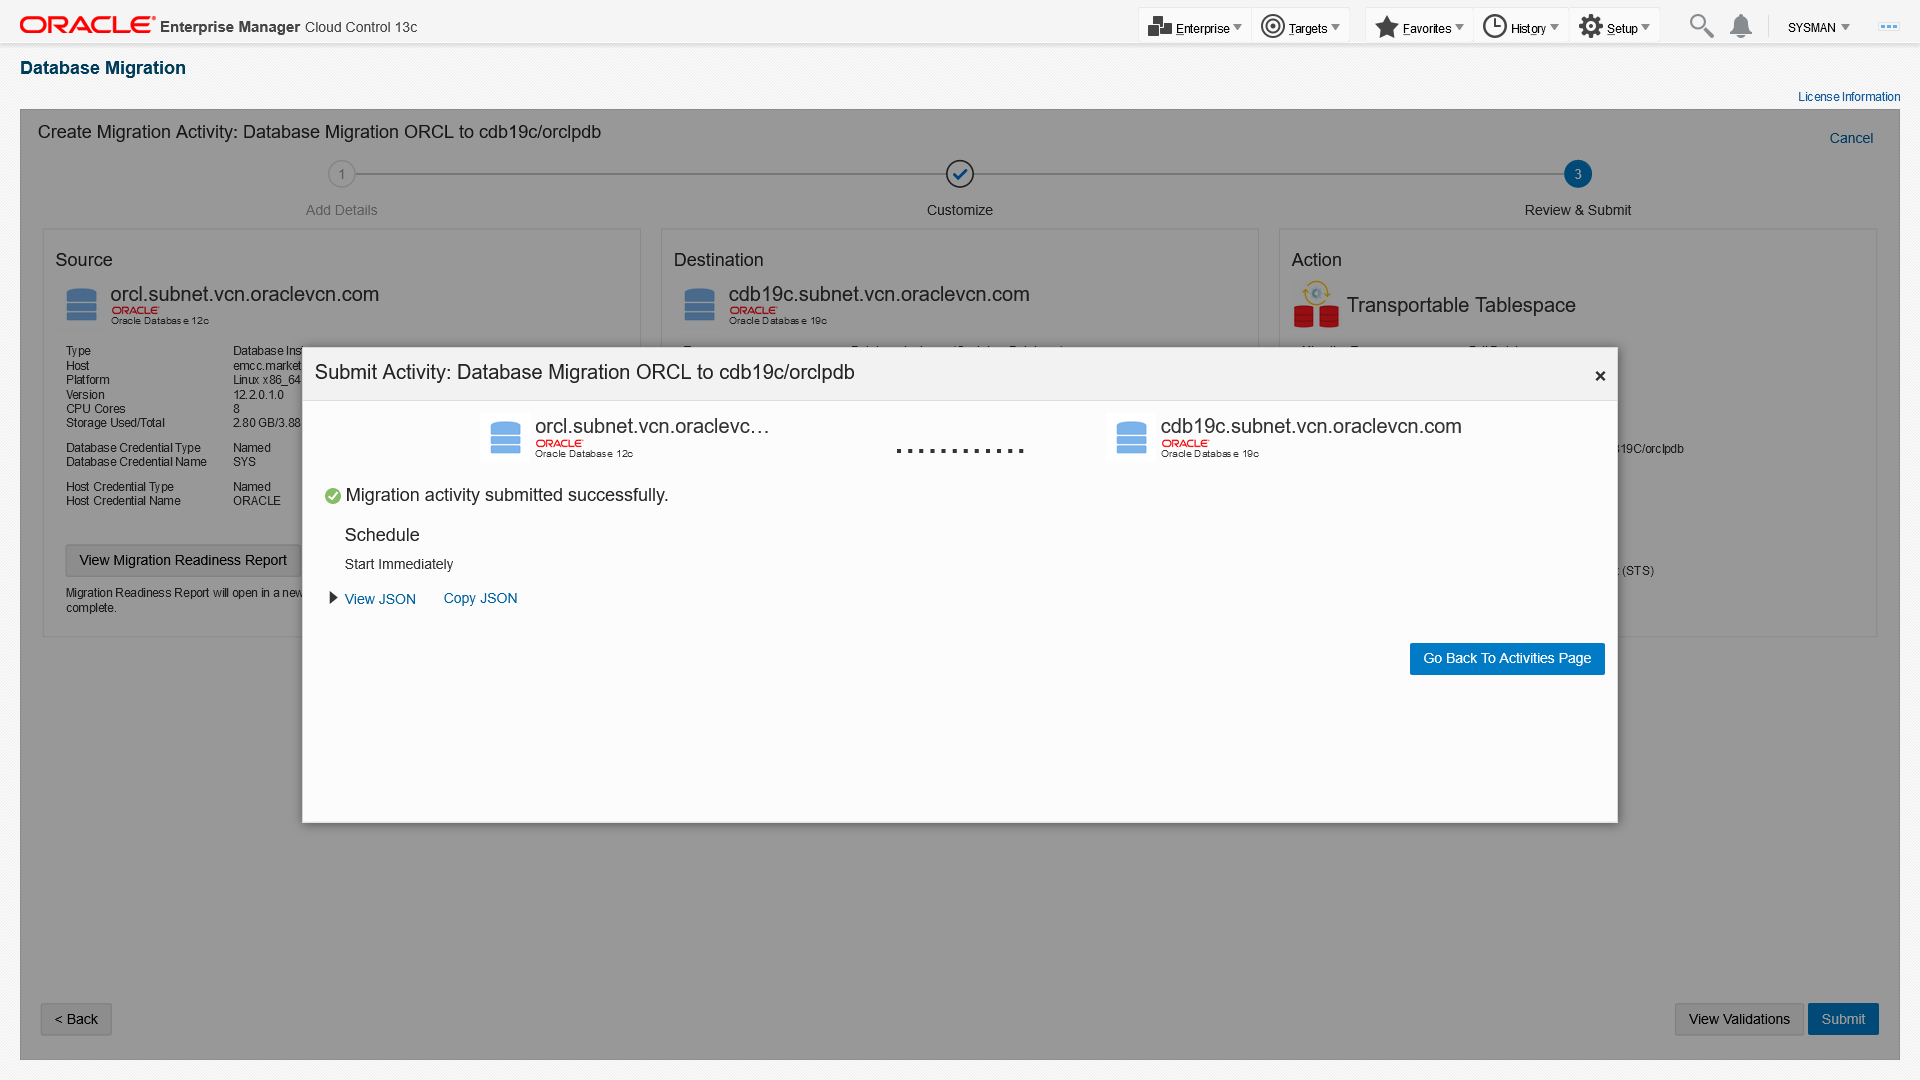 ORACLE Enterprise Manager Cloud Control 13c
Enterprise Targets Favorites History Setup SYSMAN
Database Migration
License Information
Create Migration Activity: Database Migration ORCL to cdb19c/orclpdb
Cancel
1 3
Add Details Customize Review & Submit
Source
orcl.subnet.vcn.oraclevcn.com
ORACLE
Oracle Database 12c
Type Database Ins
Host emcc.market
Platform Linux x86_64
Version 12.2.0.1.0
CPU Cores 8
Storage Used/Total 2.80 GB/3.88
Database Credential Type Named
Database Credential Name SYS
Host Credential Type Named
Host Credential Name ORACLE
View Migration Readiness Report
Migration Readiness Report will open in a new
complete.
Destination
cdb19c.subnet.vcn.oraclevcn.com
ORACLE
Oracle Database 19c
Action
Transportable Tablespace
19C/orclpdb
(STS)
Submit Activity: Database Migration ORCL to cdb19c/orclpdb
×
orcl.subnet.vcn.oraclevc...
ORACLE
Oracle Database 12c
cdb19c.subnet.vcn.oraclevcn.com
ORACLE
Oracle Database 19c
Migration activity submitted successfully.
Schedule
Start Immediately
View JSON Copy JSON
Go Back To Activities Page
< Back View Validations Submit